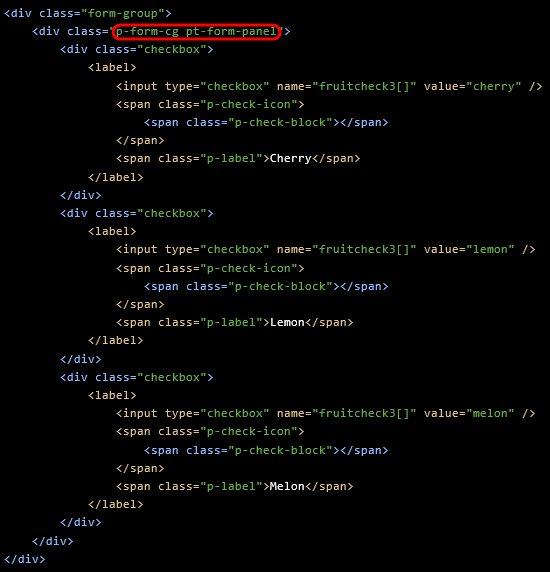 <div class="form-group">
    <div class="p-form-cg pt-form-panel">
        <div class="checkbox">
            <label>
                <input type="checkbox" name="fruitcheck3[]" value="cherry" />
                <span class="p-check-icon">
                    <span class="p-check-block"></span>
                </span>
                <span class="p-label">Cherry</span>
            </label>
        </div>
        <div class="checkbox">
            <label>
                <input type="checkbox" name="fruitcheck3[]" value="lemon" />
                <span class="p-check-icon">
                    <span class="p-check-block"></span>
                </span>
                <span class="p-label">Lemon</span>
            </label>
        </div>
        <div class="checkbox">
            <label>
                <input type="checkbox" name="fruitcheck3[]" value="melon" />
                <span class="p-check-icon">
                    <span class="p-check-block"></span>
                </span>
                <span class="p-label">Melon</span>
            </label>
        </div>
    </div>
</div>